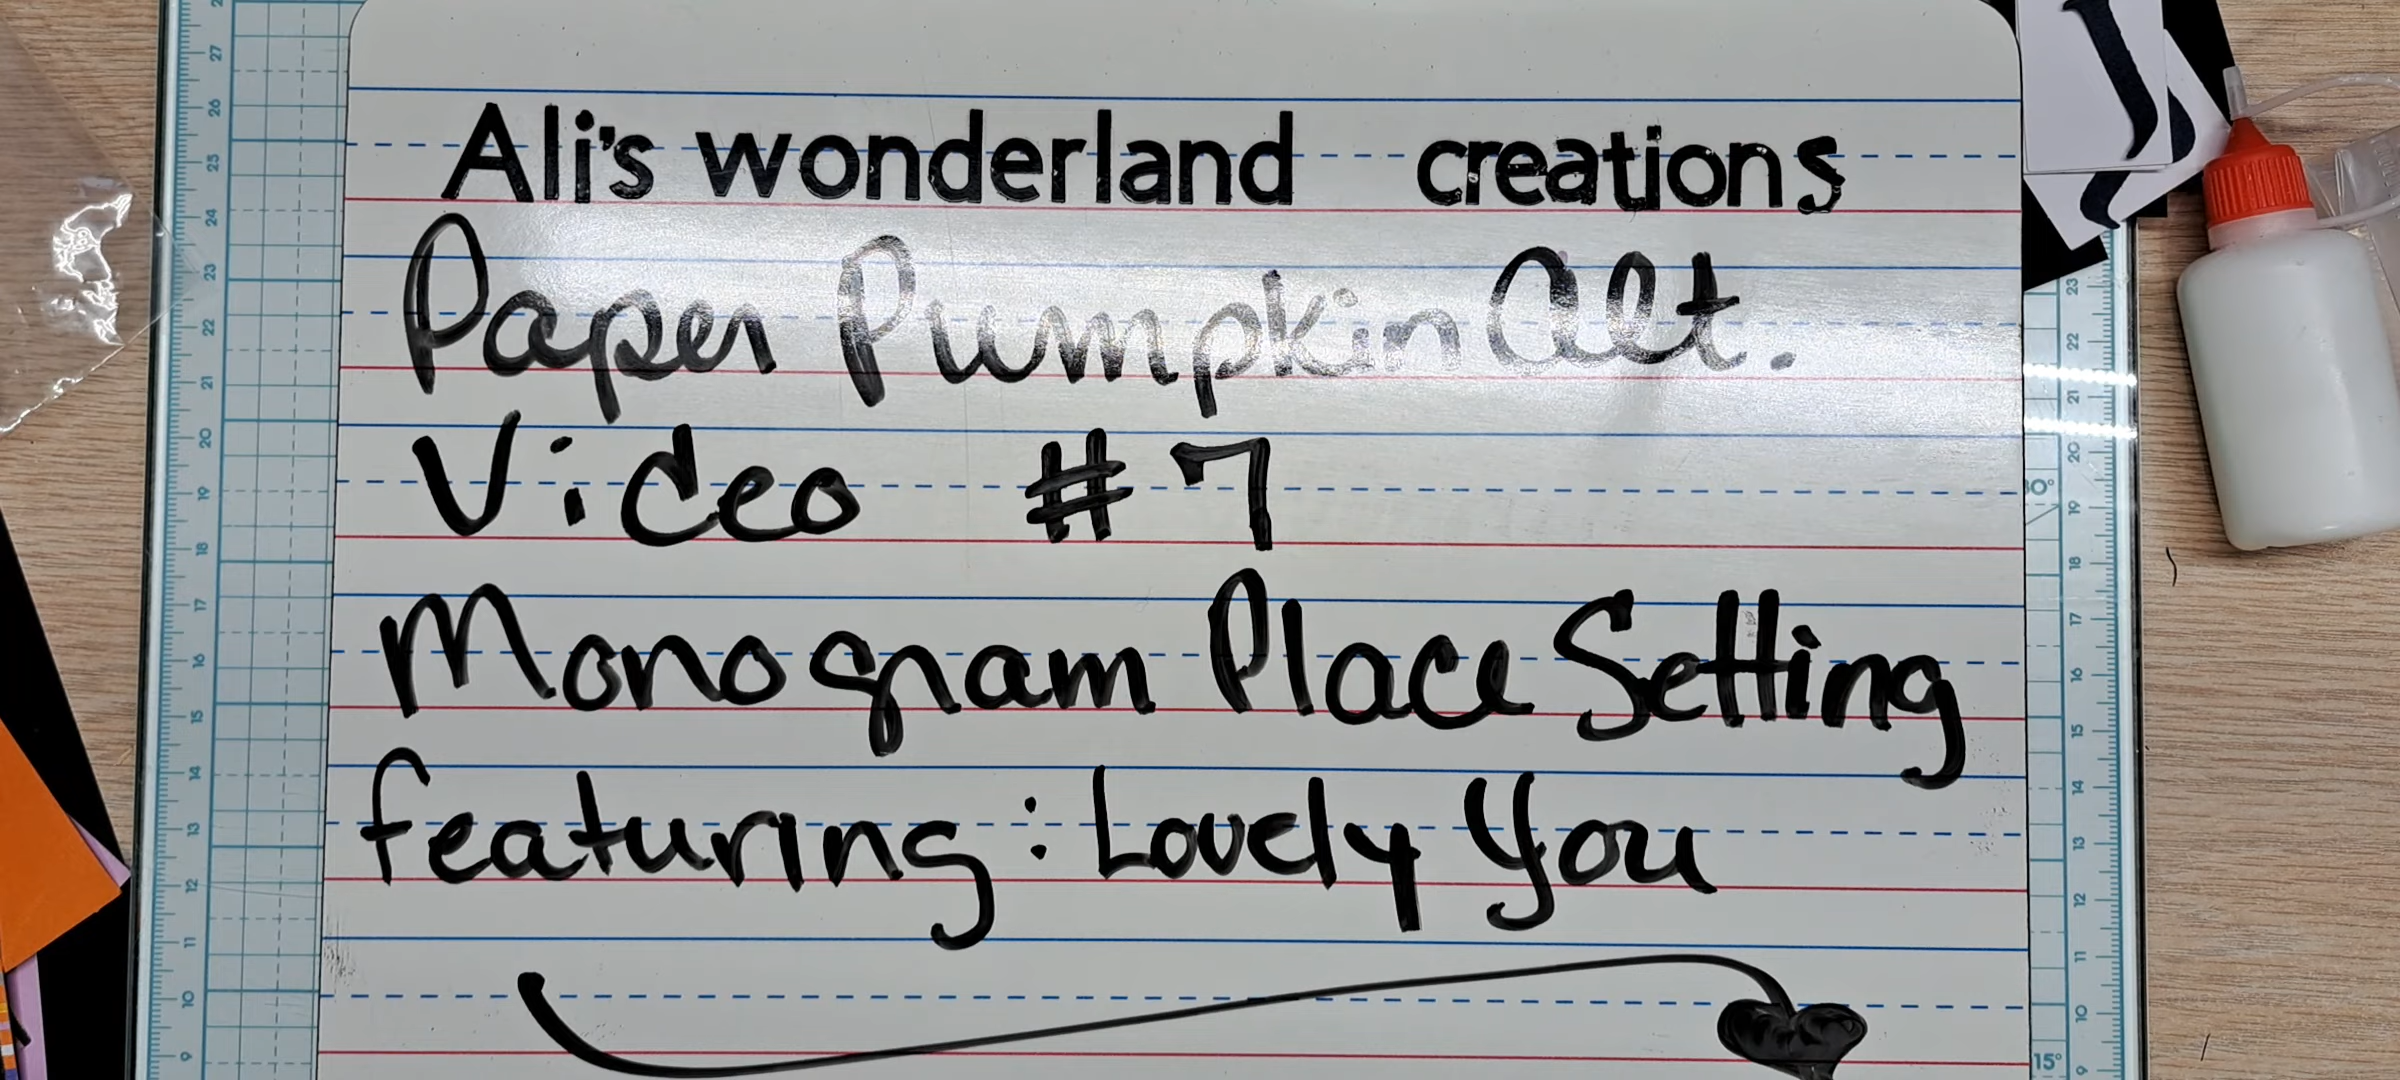 Ali's wonderland creations
Paper Pumpkin Alt.
Video #7
Monogram Place Setting
featuring: Lovely You